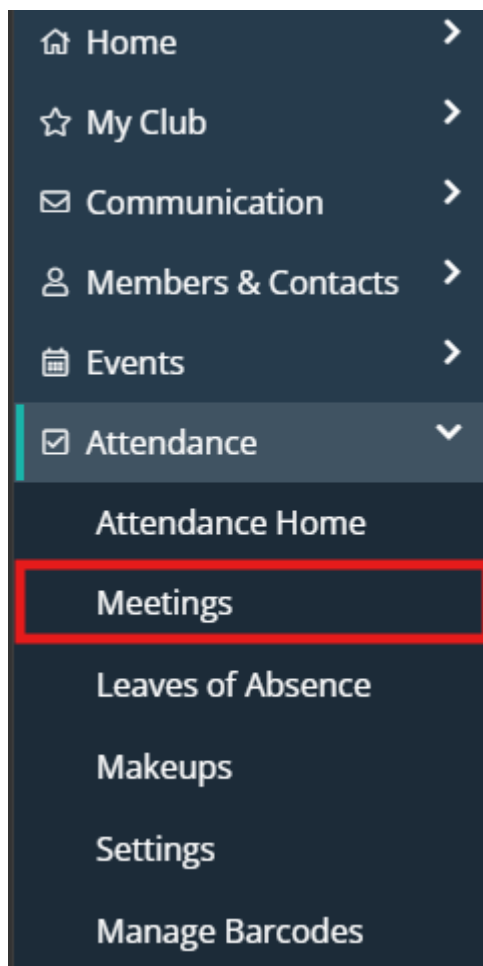 Home
My Club
Communication
Members & Contacts
Events
Attendance
Attendance Home
Meetings
Leaves of Absence
Makeups
Settings
Manage Barcodes